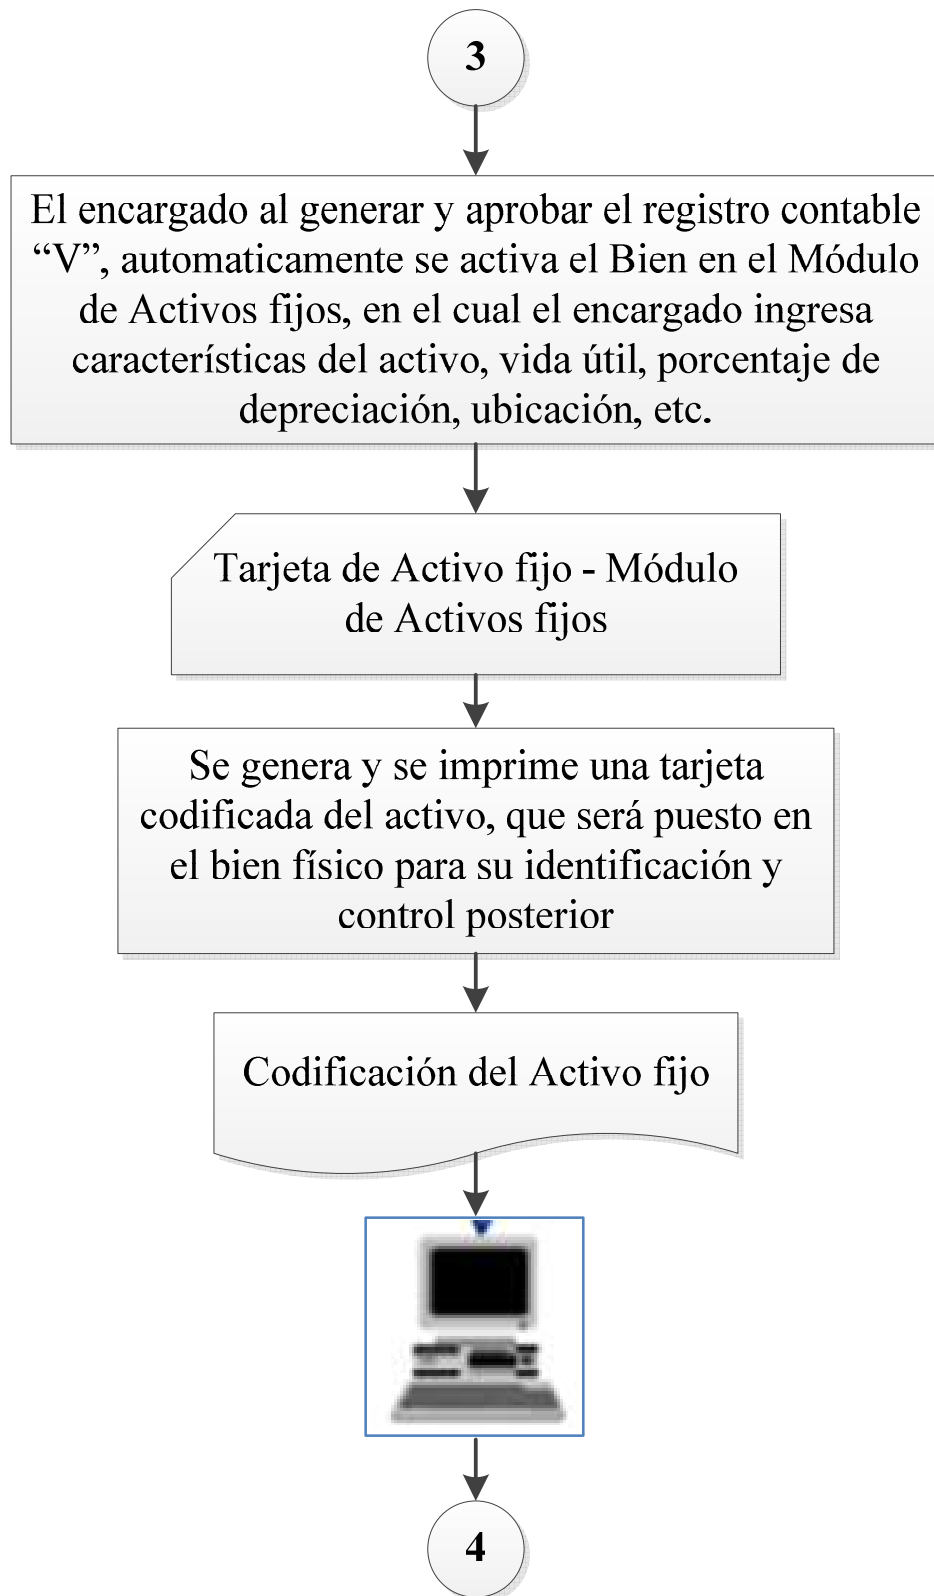 3
El encargado al generar y aprobar el registro contable
“V”, automaticamente se activa el Bien en el Módulo
de Activos fijos, en el cual el encargado ingresa
características del activo, vida útil, porcentaje de
depreciación, ubicación, etc.
Tarjeta de Activo fijo - Módulo
de Activos fijos
Se genera y se imprime una tarjeta
codificada del activo, que será puesto en
el bien físico para su identificación y
control posterior
Codificación del Activo fijo
4